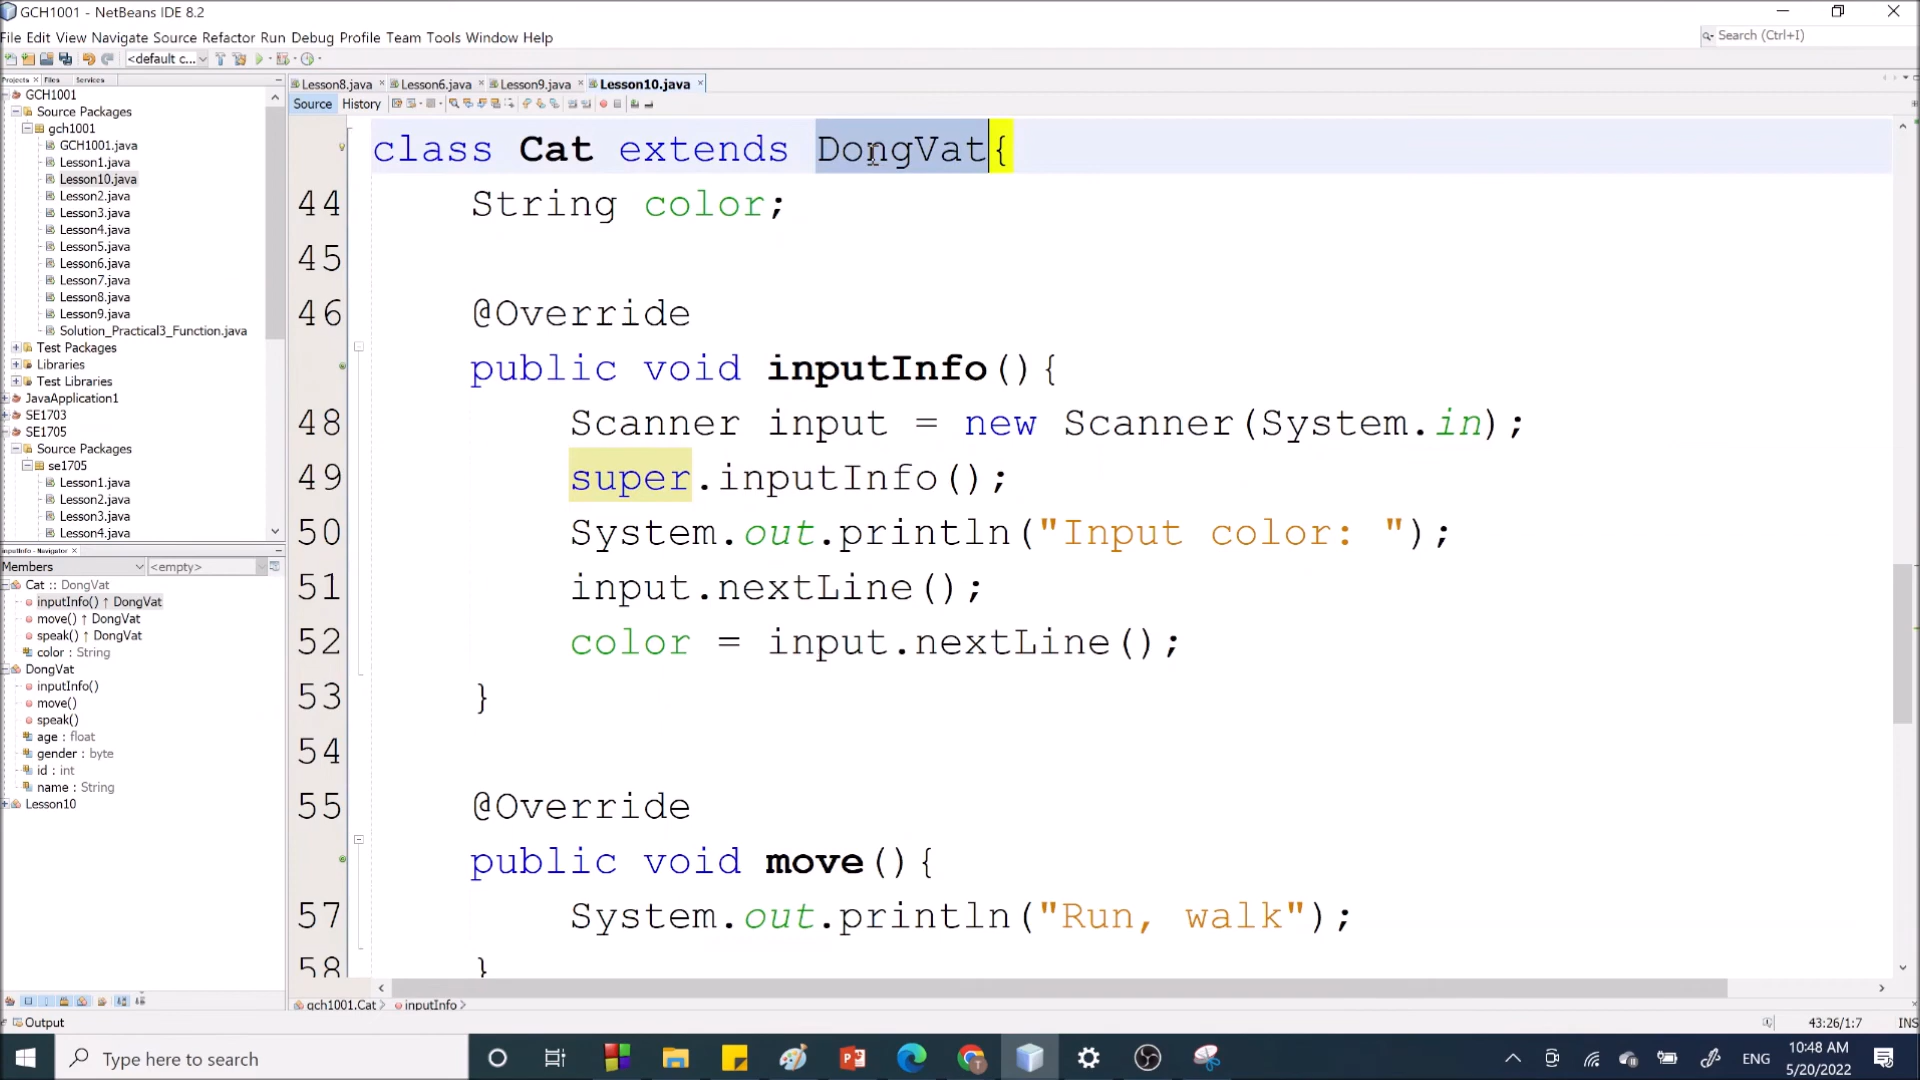 GCH1001 - NetBeans IDE 8.2
File Edit View Navigate Source Refactor Run Debug Profile Team Tools Window Help
Search (Ctrl+I)
<default c...
Projects Files Services
Lesson8.java Lesson6.java Lesson9.java Lesson10.java
Source History
GCH1001
Source Packages
gch1001
GCH1001.java
Lesson1.java
Lesson10.java
Lesson2.java
Lesson3.java
Lesson4.java
Lesson5.java
Lesson6.java
Lesson7.java
Lesson8.java
Lesson9.java
Solution_Practical3_Function.java
Test Packages
Libraries
Test Libraries
JavaApplication1
SE1703
SE1705
Source Packages
se1705
Lesson1.java
Lesson2.java
Lesson3.java
Lesson4.java
inputInfo - Navigator
Members <empty>
Cat :: DongVat
inputInfo() ↑ DongVat
move() ↑ DongVat
speak() ↑ DongVat
color : String
DongVat
inputInfo()
move()
speak()
age : float
gender : byte
id : int
name : String
Lesson10
class Cat extends DongVat{
44 String color;
45
46 @Override
public void inputInfo(){
48 Scanner input = new Scanner(System.in);
49 super.inputInfo();
50 System.out.println("Input color: ");
51 input.nextLine();
52 color = input.nextLine();
53 }
54
55 @Override
public void move(){
57 System.out.println("Run, walk");
58 }
gch1001.Cat > inputInfo >
Output
43:26/1:7 INS
Type here to search
ENG
10:48 AM
5/20/2022